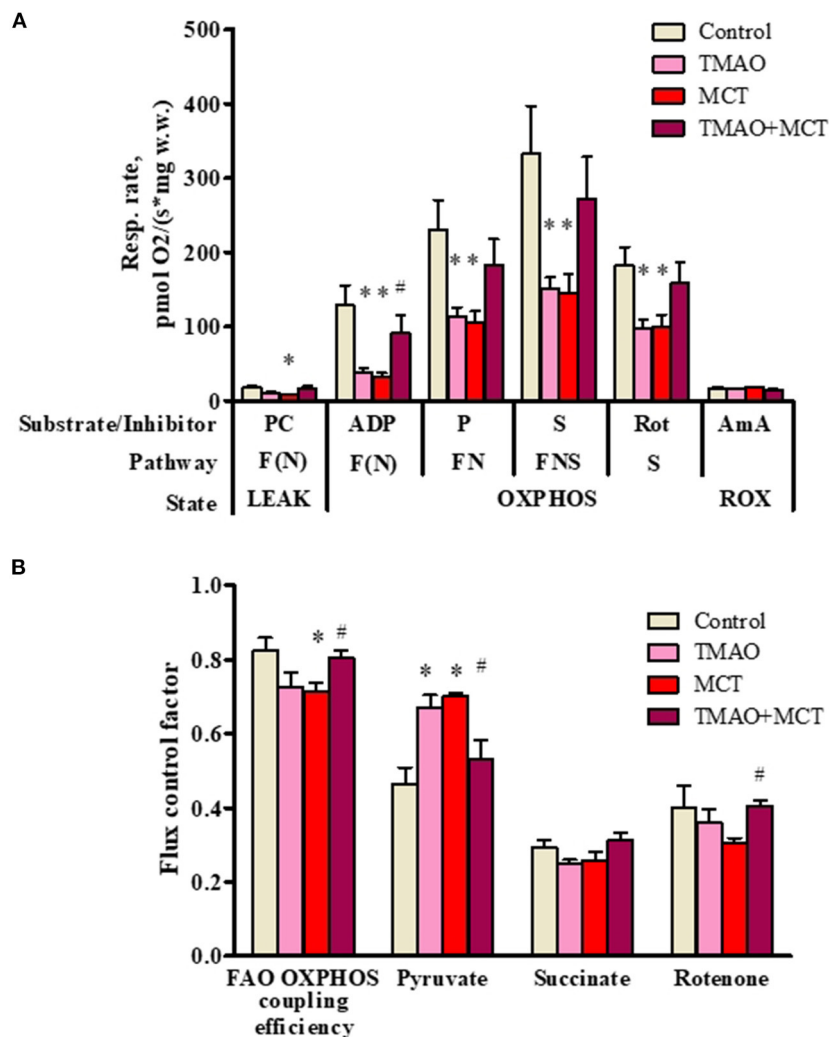 A
Resp. rate,
pmol O2/(s*mg w.w.)
500
400
300
200
100
0
Control
TMAO
MCT
TMAO+MCT
*
* * #
* *
* *
* *
Substrate/Inhibitor PC ADP P S Rot AmA
Pathway F(N) F(N) FN FNS S
State LEAK OXPHOS ROX
B
Flux control factor
1.0
0.8
0.6
0.4
0.2
0.0
Control
TMAO
MCT
TMAO+MCT
* #
* * #
#
FAO OXPHOS Pyruvate Succinate Rotenone
coupling
efficiency